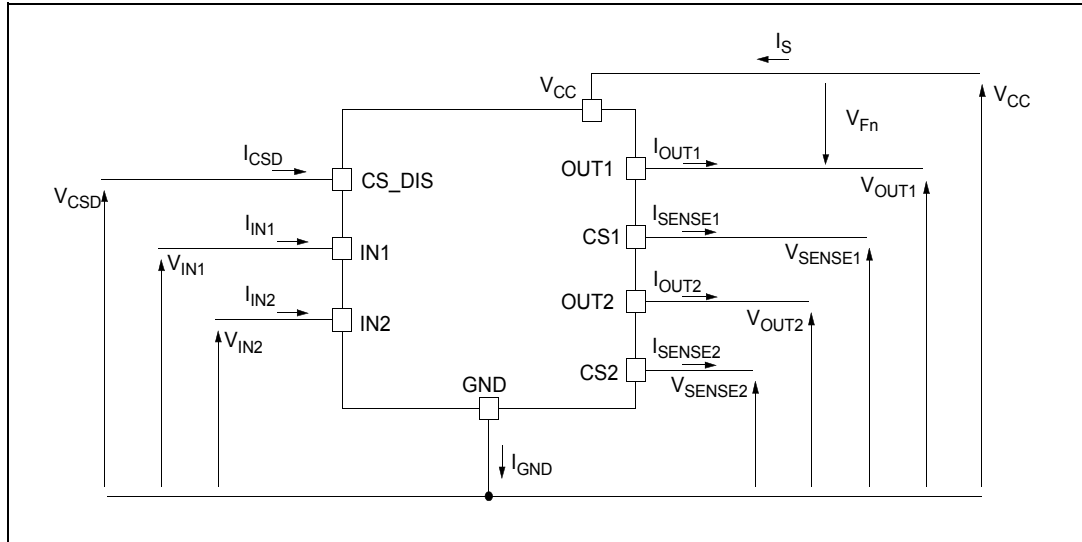 I_S
V_CC
V_CC
V_Fn
I_OUT1
I_CSD
OUT1
CS_DIS
V_CSD
V_OUT1
I_SENSE1
I_IN1
CS1
IN1
V_SENSE1
V_IN1
I_OUT2
I_IN2
OUT2
IN2
V_OUT2
V_IN2
I_SENSE2
CS2
V_SENSE2
GND
I_GND